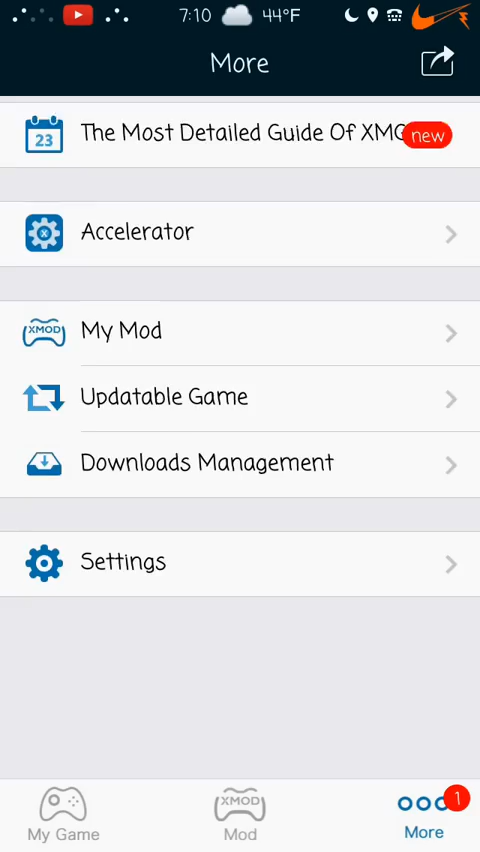 7:10 44°F
More
The Most Detailed Guide Of XMG
new
23
Accelerator
XMOD
My Mod
Updatable Game
Downloads Management
Settings
1
XMOD
My Game
Mod
More